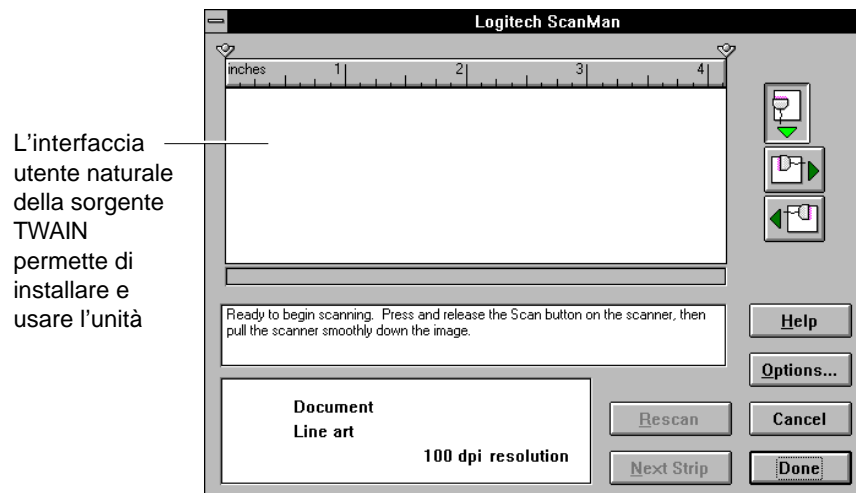 Logitech ScanMan
inches 1 2 3 4
L'interfaccia
utente naturale
della sorgente
TWAIN
permette di
installare e
usare l'unità
Ready to begin scanning. Press and release the Scan button on the scanner, then
pull the scanner smoothly down the image.
Help
Options...
Document
Line art
100 dpi resolution
Rescan
Cancel
Next Strip
Done